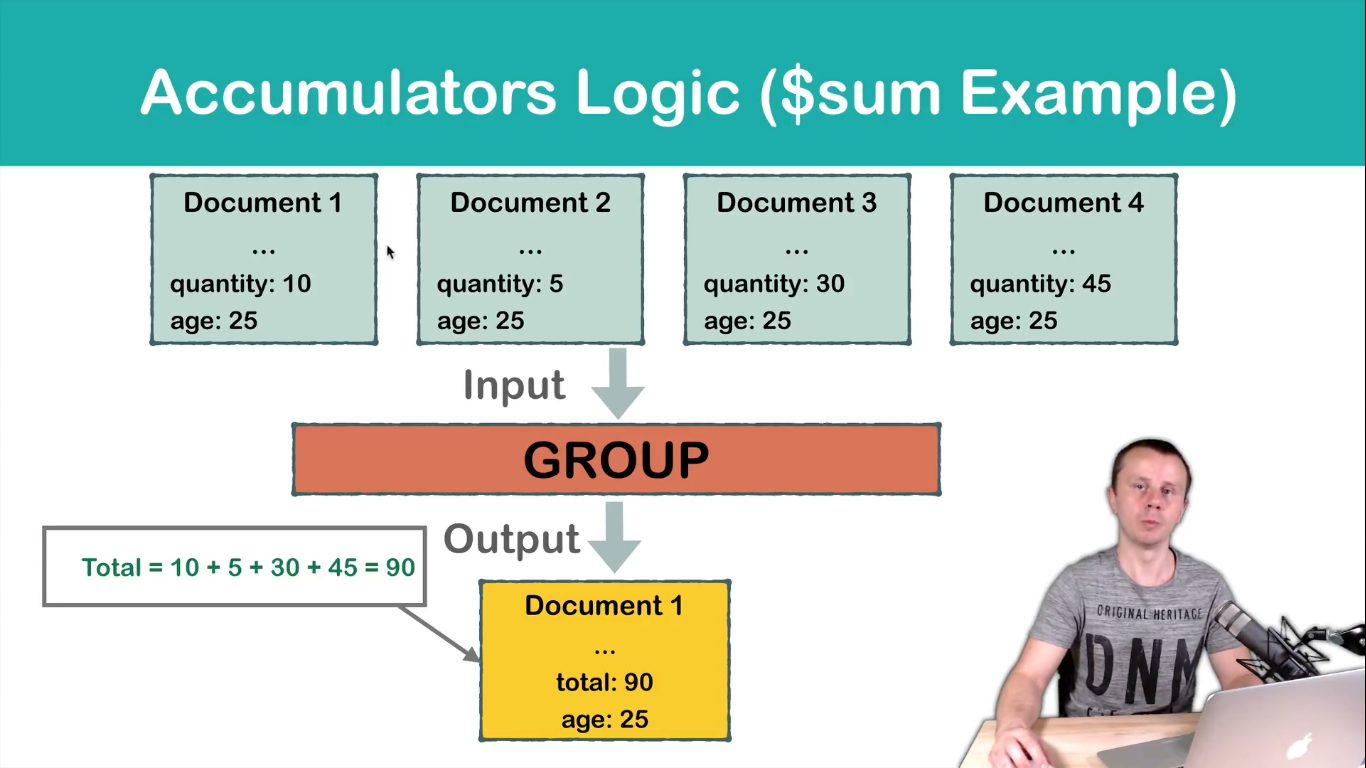 Accumulators Logic ($sum Example)
Document 1
...
quantity: 10
age: 25
Document 2
...
quantity: 5
age: 25
Document 3
...
quantity: 30
age: 25
Document 4
...
quantity: 45
age: 25
Input
GROUP
Output
Total = 10 + 5 + 30 + 45 = 90
Document 1
...
total: 90
age: 25
ORIGINAL HERITAGE
DNM